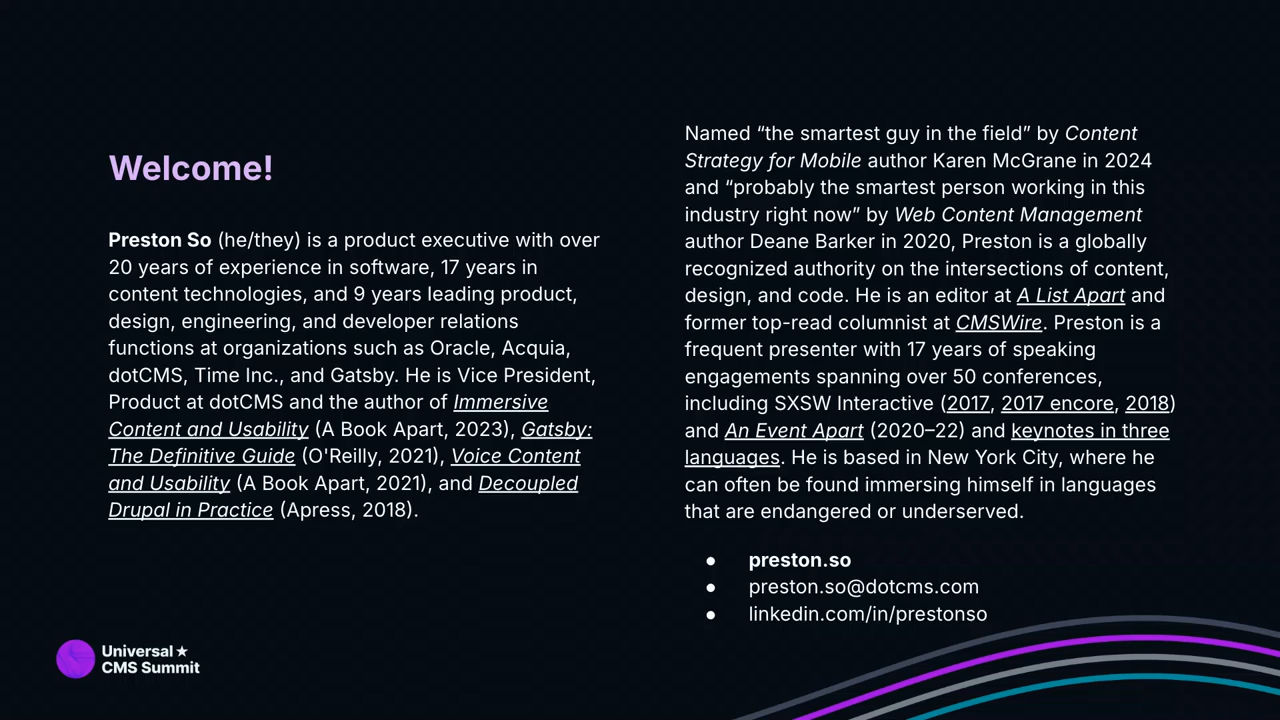 Welcome!
Preston So (he/they) is a product executive with over
20 years of experience in software, 17 years in
content technologies, and 9 years leading product,
design, engineering, and developer relations
functions at organizations such as Oracle, Acquia,
dotCMS, Time Inc., and Gatsby. He is Vice President,
Product at dotCMS and the author of Immersive
Content and Usability (A Book Apart, 2023), Gatsby:
The Definitive Guide (O'Reilly, 2021), Voice Content
and Usability (A Book Apart, 2021), and Decoupled
Drupal in Practice (Apress, 2018).
Named “the smartest guy in the field” by Content
Strategy for Mobile author Karen McGrane in 2024
and “probably the smartest person working in this
industry right now” by Web Content Management
author Deane Barker in 2020, Preston is a globally
recognized authority on the intersections of content,
design, and code. He is an editor at A List Apart and
former top-read columnist at CMSWire. Preston is a
frequent presenter with 17 years of speaking
engagements spanning over 50 conferences,
including SXSW Interactive (2017, 2017 encore, 2018)
and An Event Apart (2020–22) and keynotes in three
languages. He is based in New York City, where he
can often be found immersing himself in languages
that are endangered or underserved.
● preston.so
● preston.so@dotcms.com
● linkedin.com/in/prestonso
Universal ★
CMS Summit